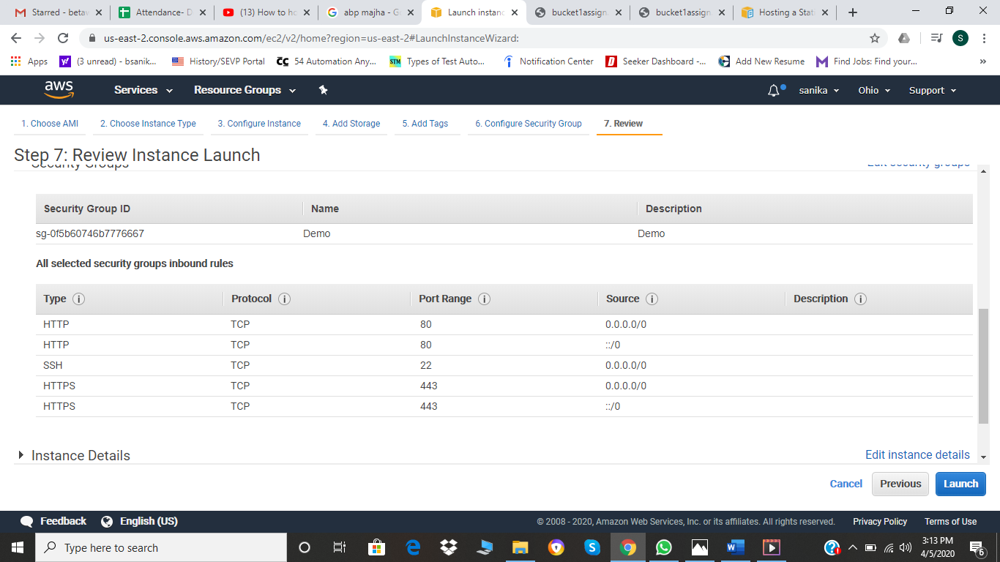 Starred - betaw
Attendance- D
(13) How to ho
abp majha - Go
Launch instanc
bucket1assign.
bucket1assign.
Hosting a Stati
us-east-2.console.aws.amazon.com/ec2/v2/home?region=us-east-2#LaunchInstanceWizard:
S
Apps
(3 unread) - bsanik...
History/SEVP Portal
54 Automation Any...
STM Types of Test Auto...
Notification Center
Seeker Dashboard -...
Add New Resume
Find Jobs: Find your...
»
aws
Services
Resource Groups
sanika
Ohio
Support
1. Choose AMI
2. Choose Instance Type
3. Configure Instance
4. Add Storage
5. Add Tags
6. Configure Security Group
7. Review
Step 7: Review Instance Launch
Security Groups
Edit security groups
Security Group ID Name Description
sg-0f5b60746b7776667 Demo Demo
All selected security groups inbound rules
Type Protocol Port Range Source Description
HTTP TCP 80 0.0.0.0/0
HTTP TCP 80 ::/0
SSH TCP 22 0.0.0.0/0
HTTPS TCP 443 0.0.0.0/0
HTTPS TCP 443 ::/0
Instance Details
Edit instance details
Cancel
Previous
Launch
Feedback
English (US)
© 2008 - 2020, Amazon Web Services, Inc. or its affiliates. All rights reserved.
Privacy Policy
Terms of Use
Type here to search
3:13 PM
4/5/2020
6